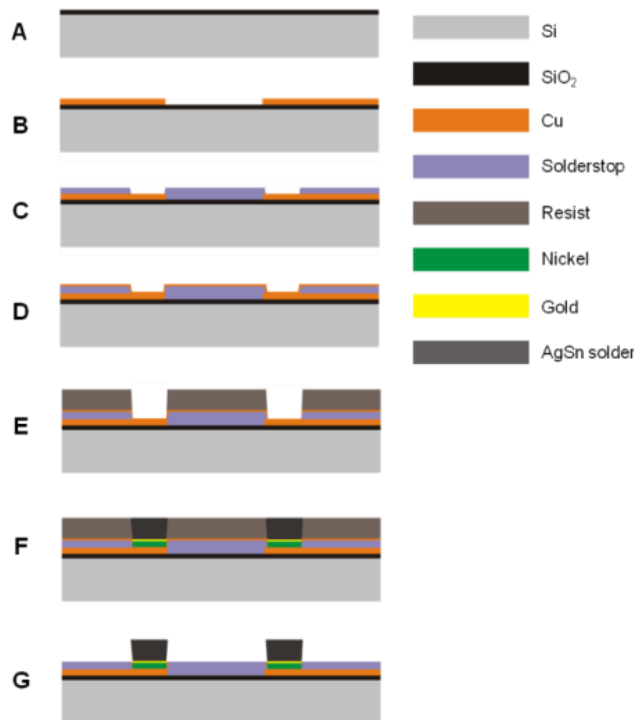 A
B
C
D
E
F
G
Si
SiO₂
Cu
Solderstop
Resist
Nickel
Gold
AgSn solder